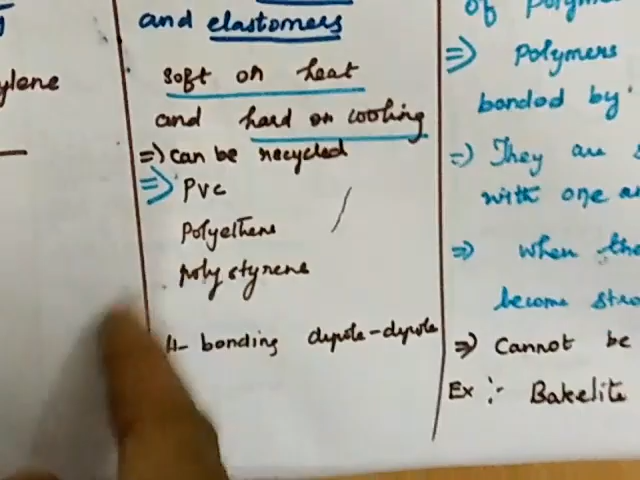 ylene
and elastomers
soft on heat
and hard on cooling
=> can be recycled
=> PVC
Polyethene
polystyrene
H- bonding dipole-dipole
of Polyme
=> Polymers
bonded by
=> They are
with one a
=> when the
become stro
=> Cannot be
Ex :- Bakelite